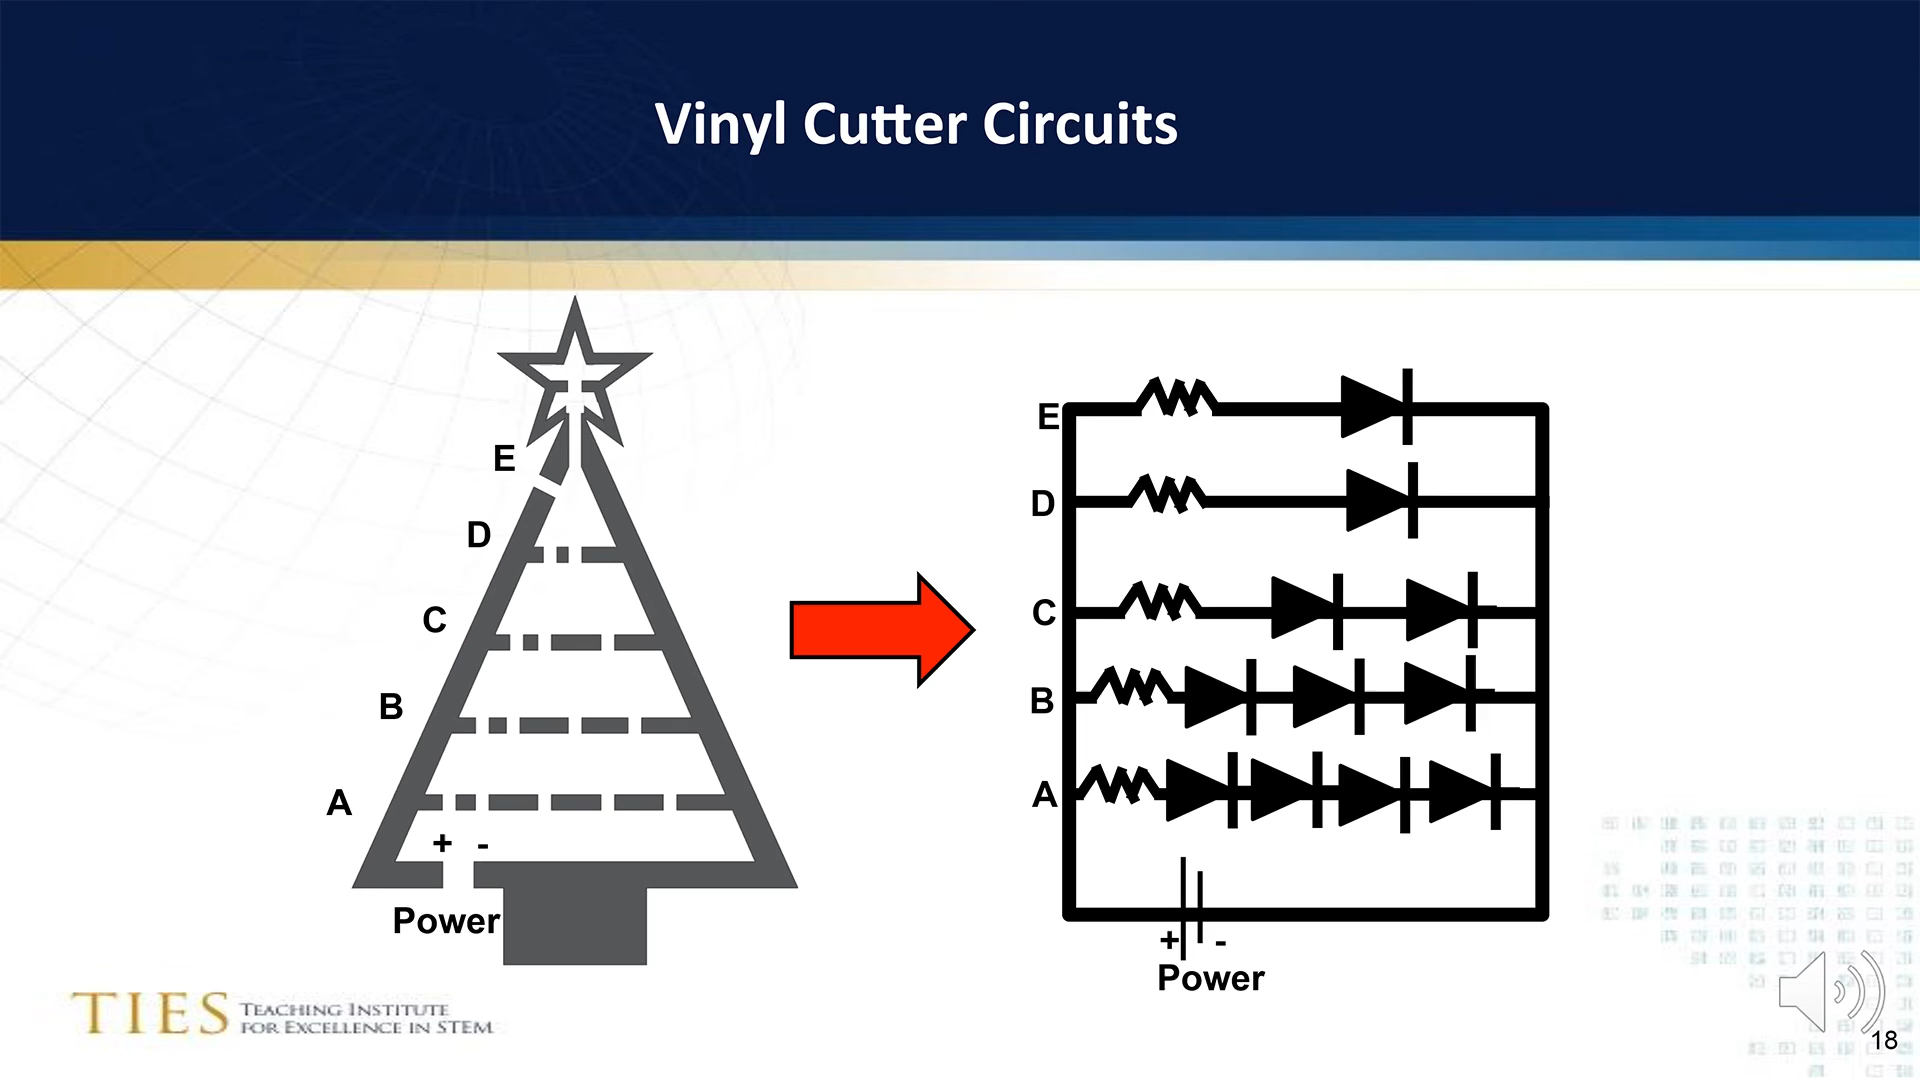 Vinyl Cutter Circuits
E
D
C
B
A
+ -
Power
E
D
C
B
A
+ -
Power
TIES TEACHING INSTITUTE
FOR EXCELLENCE IN STEM
18